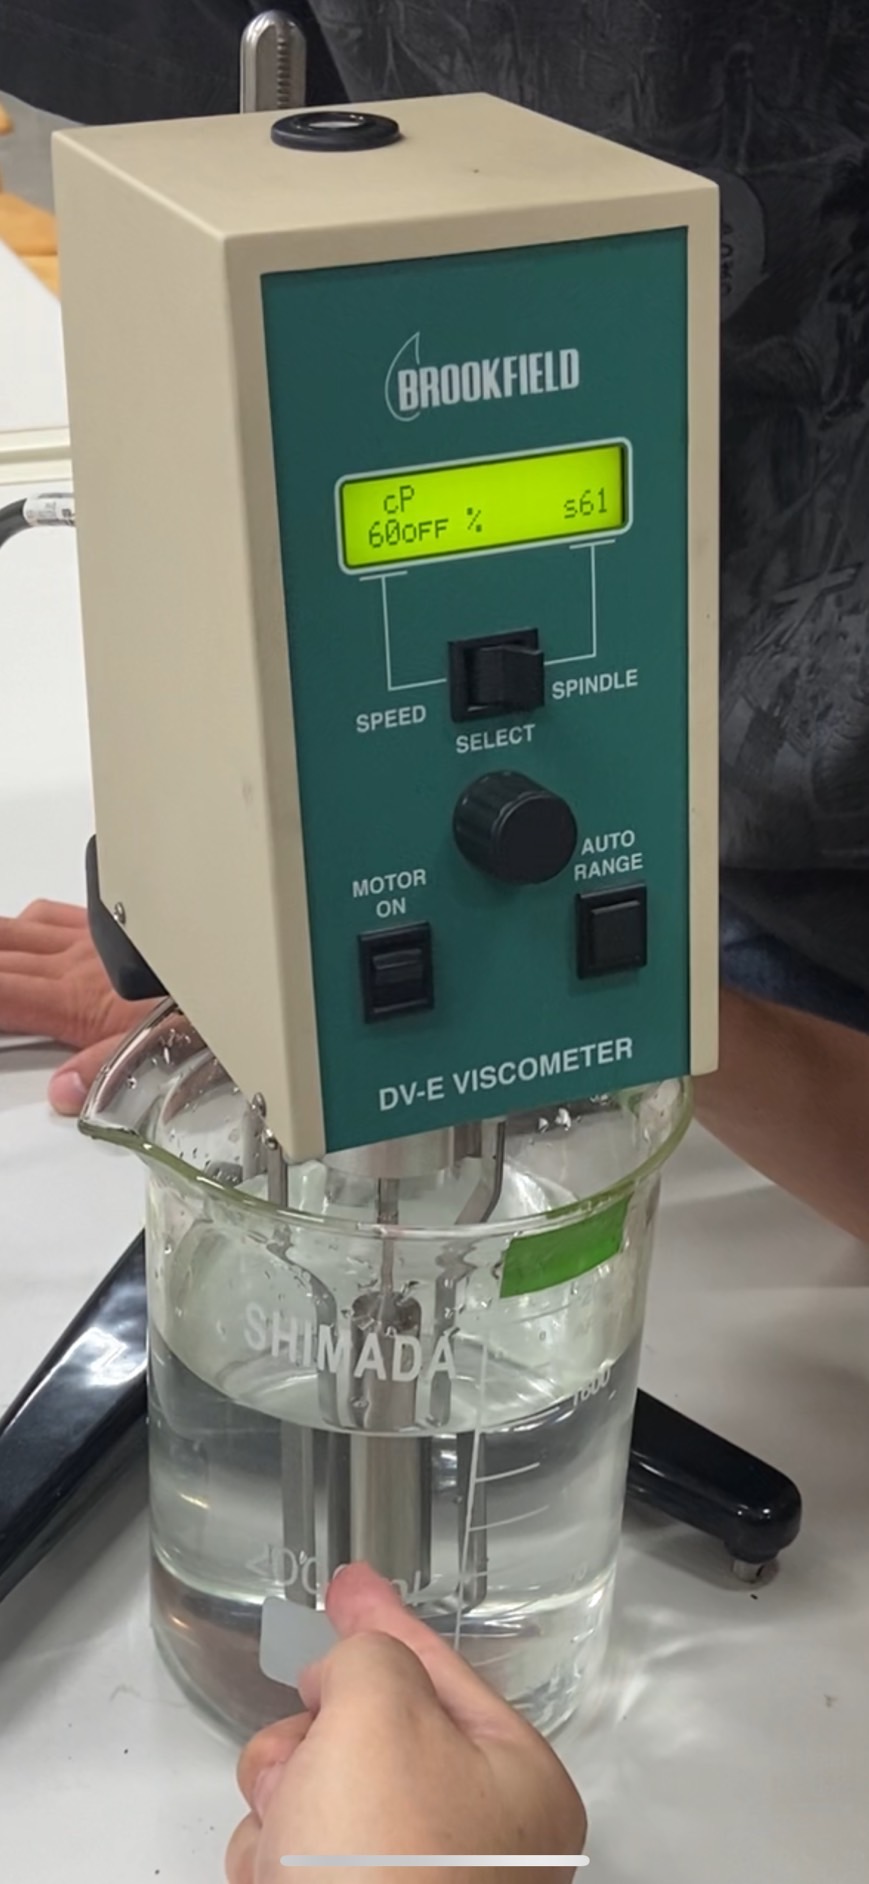 BROOKFIELD
cP
60OFF % s61
SPEED
SPINDLE
SELECT
AUTO
RANGE
MOTOR
ON
DV-E VISCOMETER
SHIMADA
1800